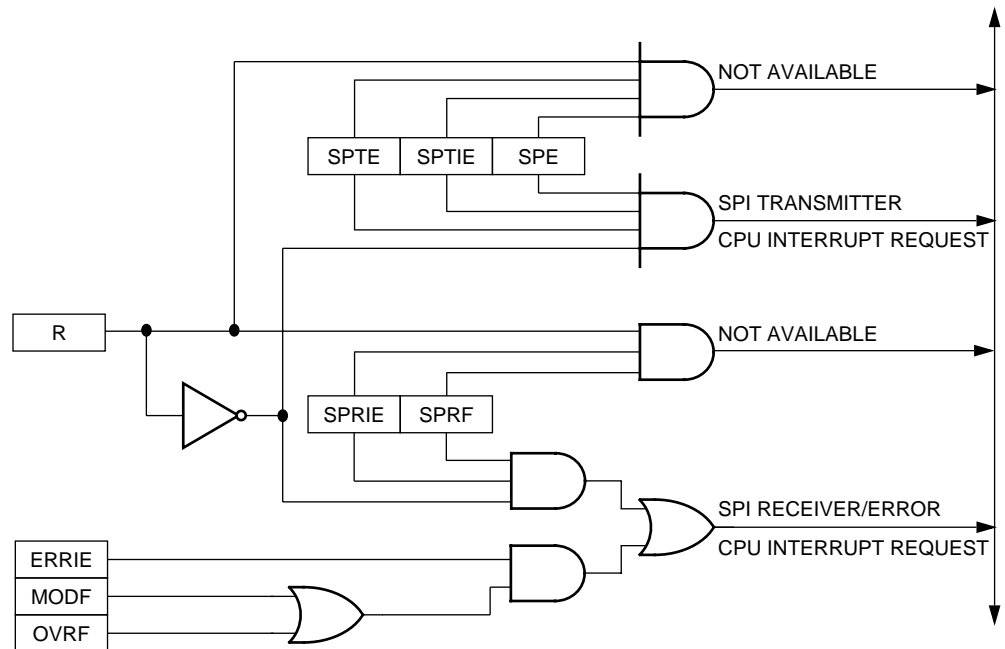 NOT AVAILABLE
SPTE SPTIE SPE
SPI TRANSMITTER
CPU INTERRUPT REQUEST
R
NOT AVAILABLE
SPRIE SPRF
SPI RECEIVER/ERROR
CPU INTERRUPT REQUEST
ERRIE
MODF
OVRF